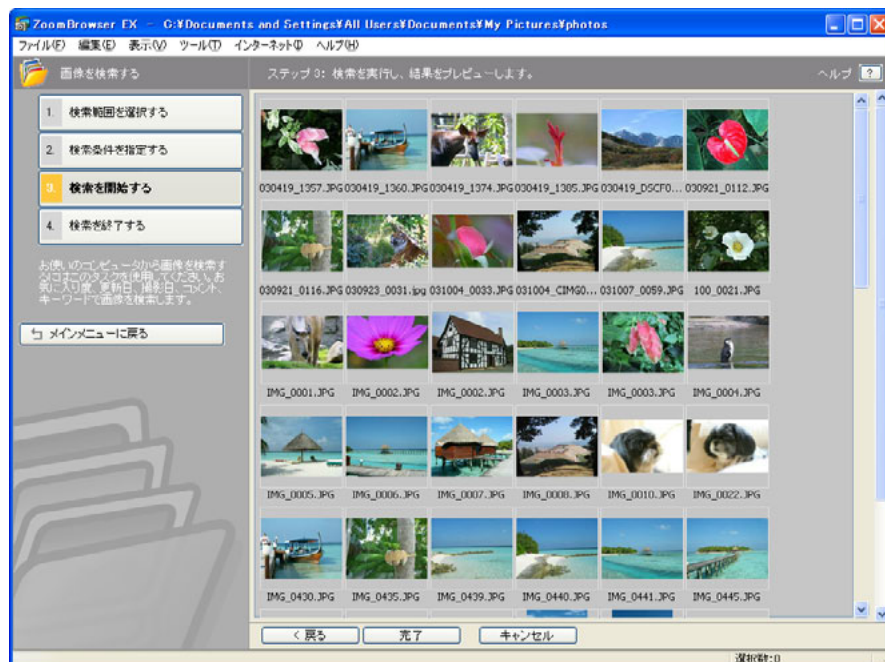 ZoomBrowser EX - G:¥Documents and Settings¥All Users¥Documents¥My Pictures¥photos
ファイル(F) 編集(E) 表示(V) ツール(T) インターネット(I) ヘルプ(H)
画像を検索する
ステップ3: 検索を実行し、結果をプレビューします。
ヘルプ ?
1. 検索範囲を選択する
2. 検索条件を指定する
3. 検索を開始する
4. 検索を終了する
お使いのコンピュータから画像を検索す
るにはこのタスクを使用してください。お
気に入り度、更新日、撮影日、コメント、
キーワードで画像を検索します。
メインメニューに戻る
030419_1357.JPG 030419_1360.JPG 030419_1374.JPG 030419_1385.JPG 030419_DSCF0... 030921_0112.JPG
030921_0116.JPG 030923_0031.jpg 031004_0033.JPG 031004_CIMG0... 031007_0059.JPG 100_0021.JPG
IMG_0001.JPG IMG_0002.JPG IMG_0002.JPG IMG_0003.JPG IMG_0003.JPG IMG_0004.JPG
IMG_0005.JPG IMG_0006.JPG IMG_0007.JPG IMG_0008.JPG IMG_0010.JPG IMG_0022.JPG
IMG_0430.JPG IMG_0435.JPG IMG_0439.JPG IMG_0440.JPG IMG_0441.JPG IMG_0445.JPG
< 戻る 完了 キャンセル
選択数:0